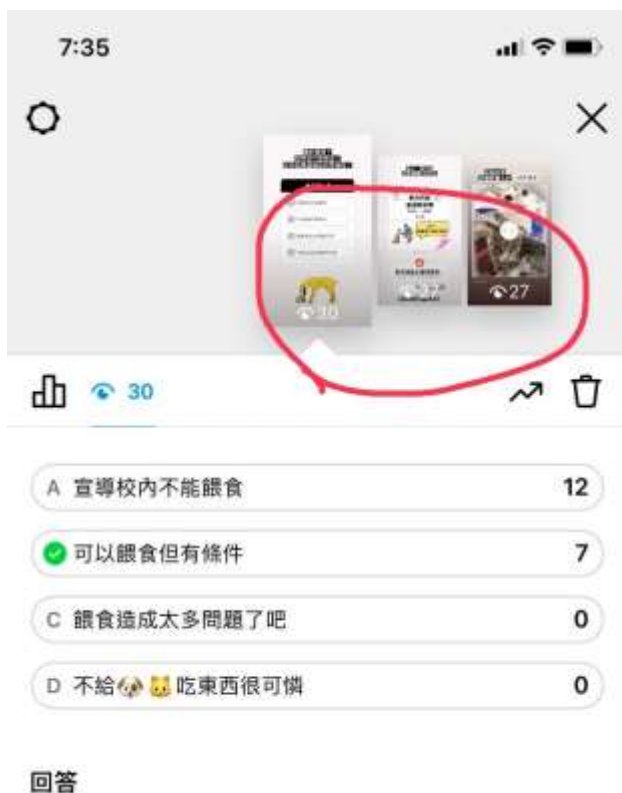 7:35
27
30
A 宣導校內不能餵食 12
可以餵食但有條件 7
C 餵食造成太多問題了吧 0
D 不給🐶🐱吃東西很可憐 0
回答